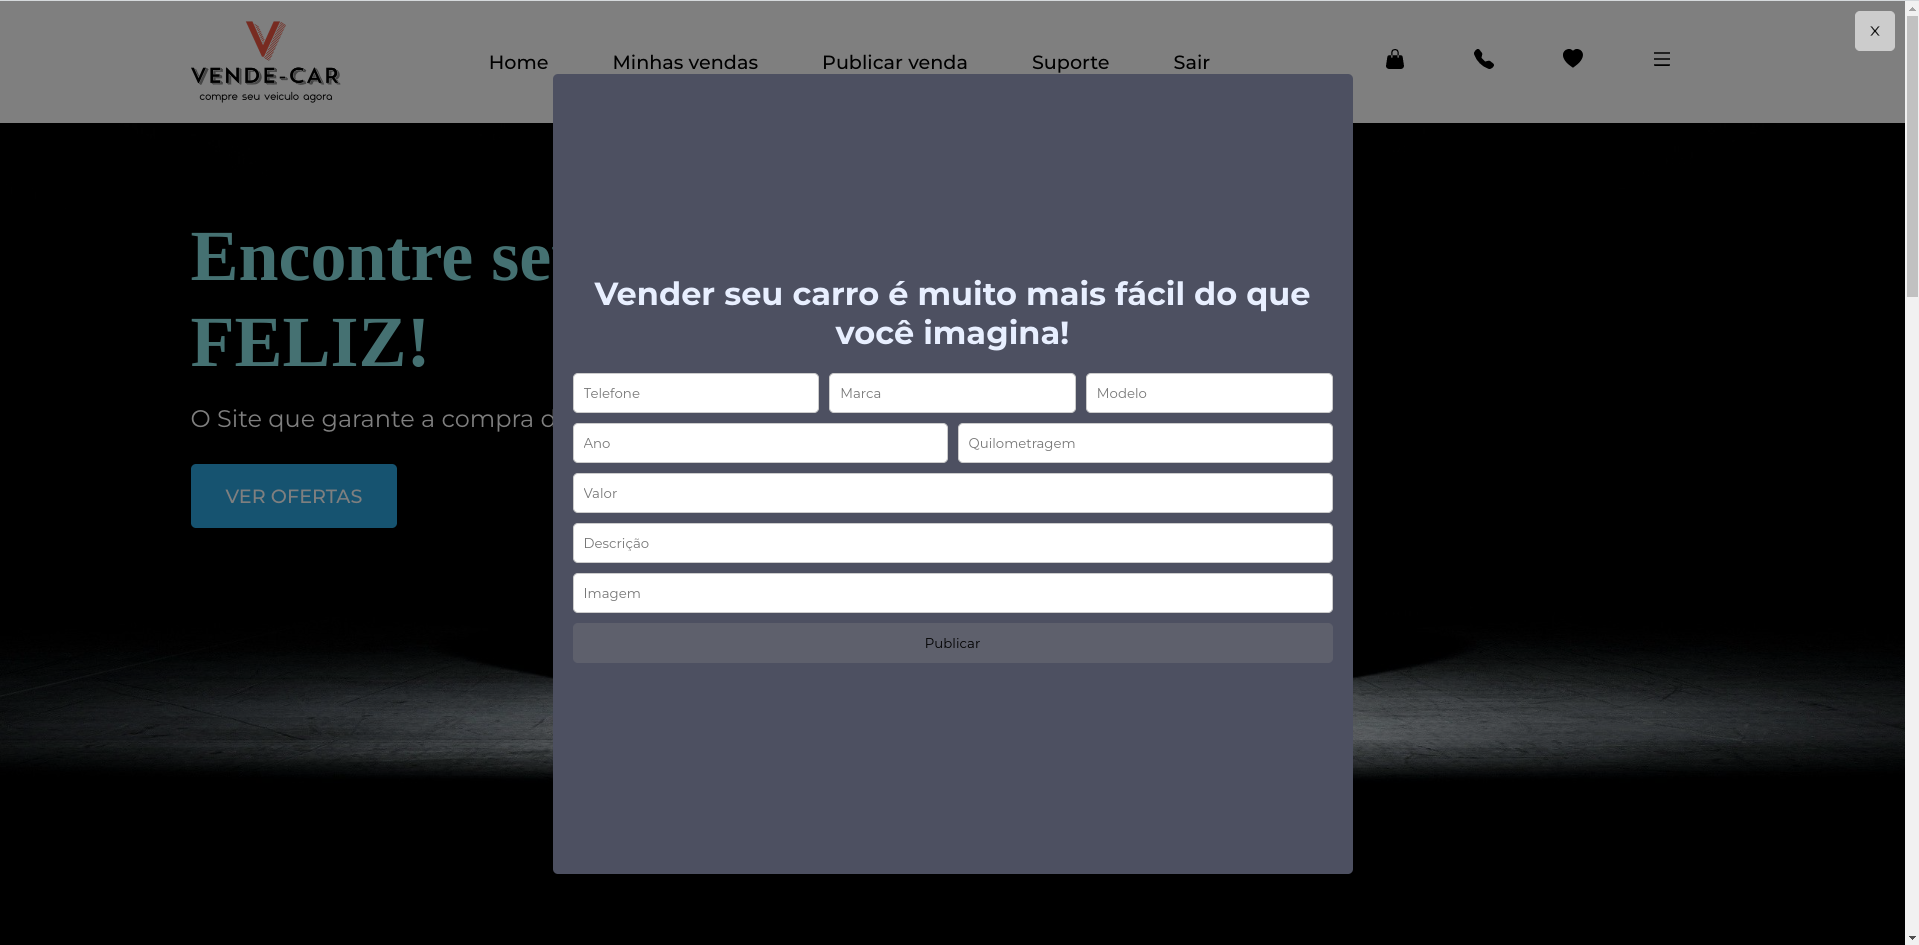 VENDE-CAR
compre seu veiculo agora
Home
Minhas vendas
Publicar venda
Suporte
Sair
X
Encontre se
FELIZ!
O Site que garante a compra
VER OFERTAS
Vender seu carro é muito mais fácil do que
você imagina!
Telefone
Marca
Modelo
Ano
Quilometragem
Valor
Descrição
Imagem
Publicar